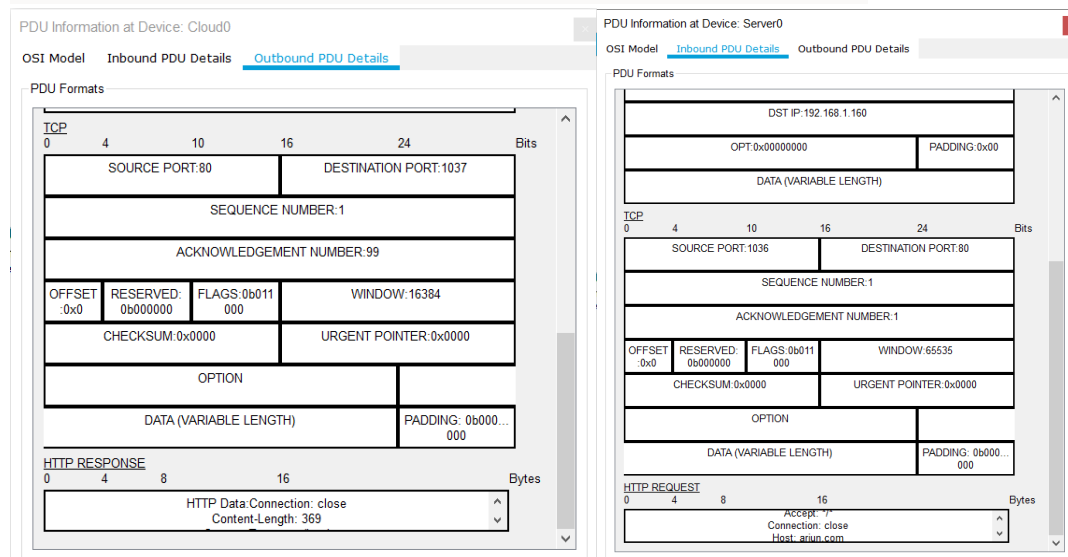 PDU Information at Device: Cloud0
OSI Model Inbound PDU Details Outbound PDU Details
PDU Formats
TCP
0 4 10 16 24 Bits
SOURCE PORT:80 DESTINATION PORT:1037
SEQUENCE NUMBER:1
ACKNOWLEDGEMENT NUMBER:99
OFFSET RESERVED: FLAGS:0b011 WINDOW:16384
:0x0 0b000000 000
CHECKSUM:0x0000 URGENT POINTER:0x0000
OPTION
DATA (VARIABLE LENGTH) PADDING: 0b000...
000
HTTP RESPONSE
0 4 8 16 Bytes
HTTP Data:Connection: close
Content-Length: 369
PDU Information at Device: Server0
OSI Model Inbound PDU Details Outbound PDU Details
PDU Formats
DST IP:192.168.1.160
OPT:0x00000000 PADDING:0x00
DATA (VARIABLE LENGTH)
TCP
0 4 10 16 24 Bits
SOURCE PORT:1036 DESTINATION PORT:80
SEQUENCE NUMBER:1
ACKNOWLEDGEMENT NUMBER:1
OFFSET RESERVED: FLAGS:0b011 WINDOW:65535
:0x0 0b000000 000
CHECKSUM:0x0000 URGENT POINTER:0x0000
OPTION
DATA (VARIABLE LENGTH) PADDING: 0b000...
000
HTTP REQUEST
0 4 8 16 Bytes
Accept: */*
Connection: close
Host: arjun.com